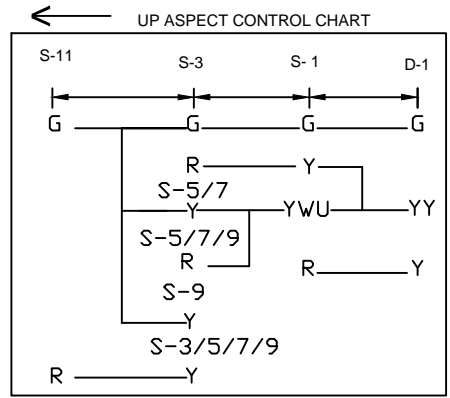 UP ASPECT CONTROL CHART
S-11 S-3 S-1 D-1
G G G G
R Y
S-5/7
Y YWU YY
S-5/7/9
R R Y
S-9
Y
S-3/5/7/9
R Y